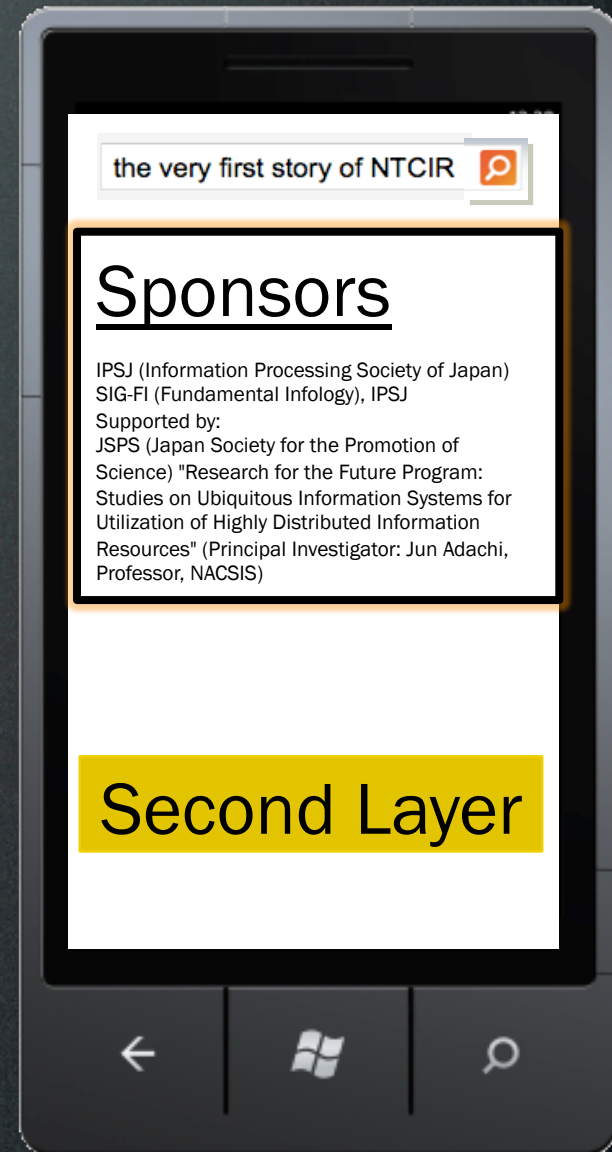 the very first story of NTCIR
Sponsors
IPSJ (Information Processing Society of Japan)
SIG-FI (Fundamental Infology), IPSJ
Supported by:
JSPS (Japan Society for the Promotion of
Science) "Research for the Future Program:
Studies on Ubiquitous Information Systems for
Utilization of Highly Distributed Information
Resources" (Principal Investigator: Jun Adachi,
Professor, NACSIS)
Second Layer